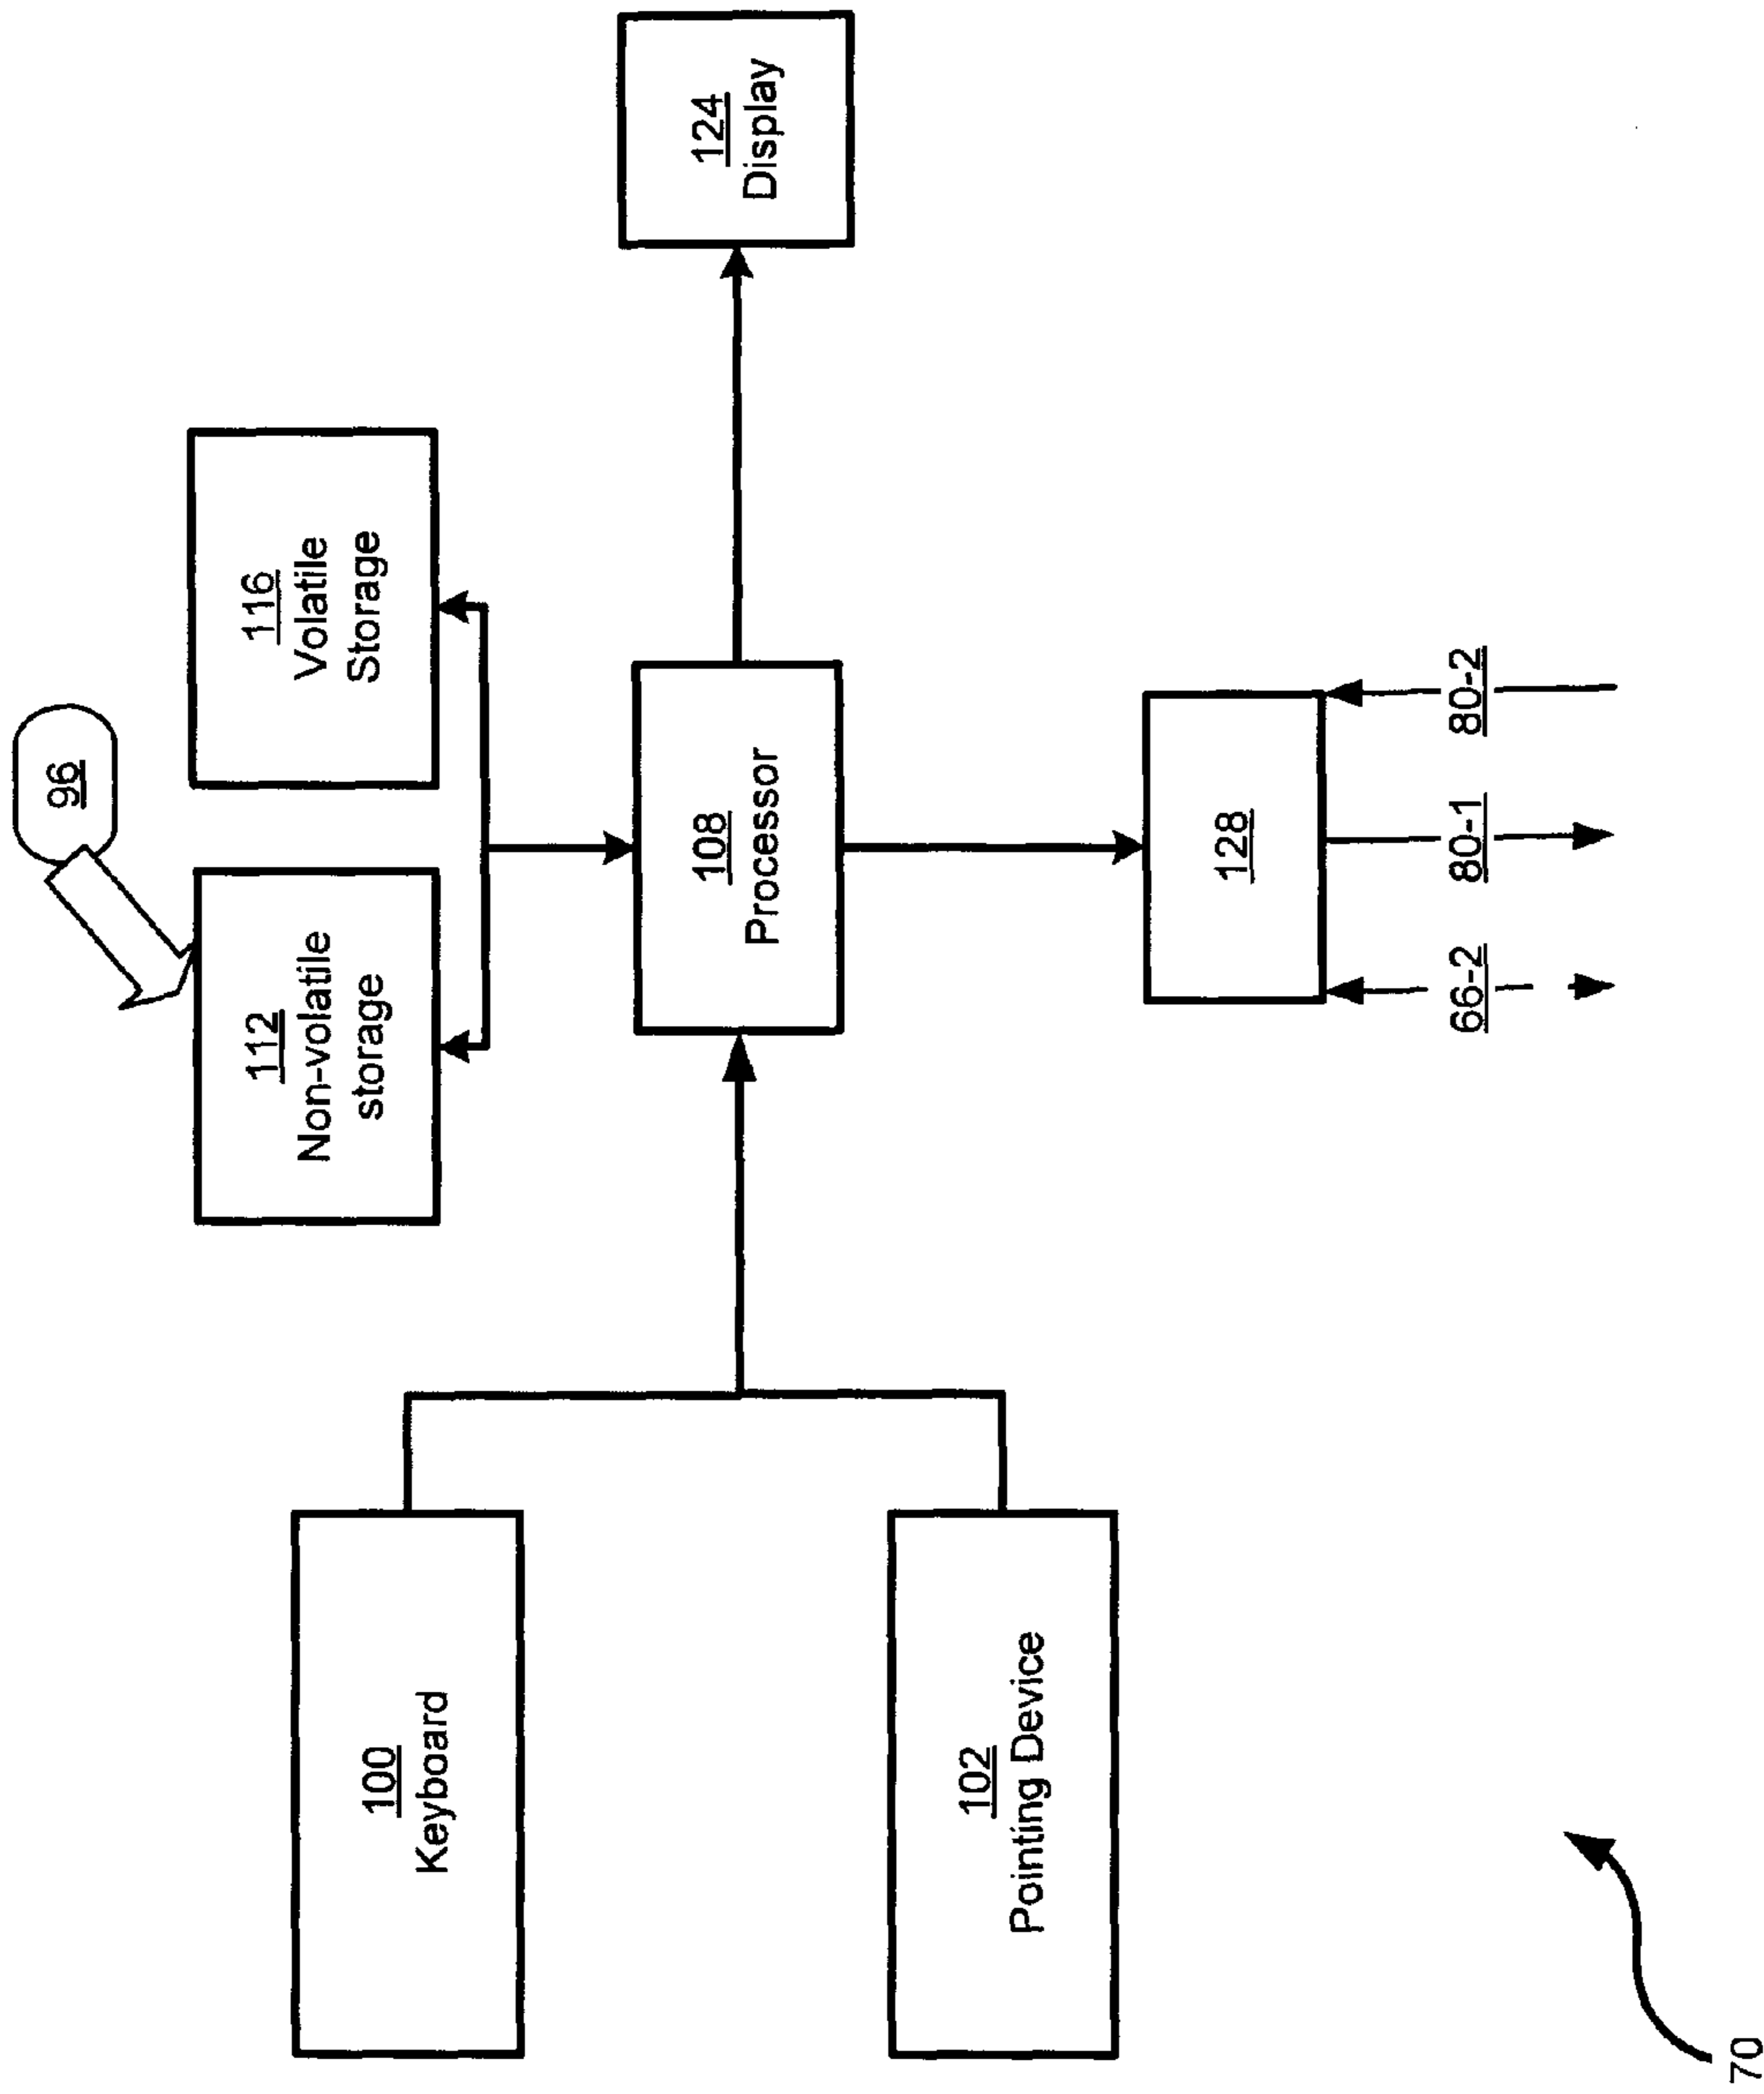 96
112
Non-volatile
storage
116
Volatile
Storage
100
Keyboard
108
Processor
124
Display
102
Pointing Device
128
66-2
80-1
80-2
70